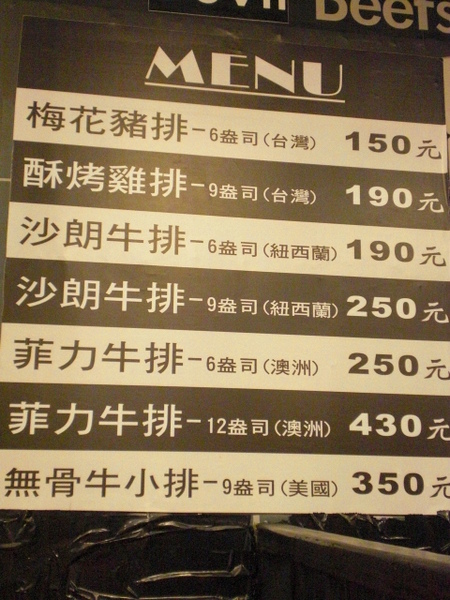 Beefs
MENU
梅花豬排-6盎司(台灣) 150元
酥烤雞排-9盎司(台灣) 190元
沙朗牛排-6盎司(紐西蘭) 190元
沙朗牛排-9盎司(紐西蘭) 250元
菲力牛排-6盎司(澳洲) 250元
菲力牛排-12盎司(澳洲) 430元
無骨牛小排-9盎司(美國) 350元